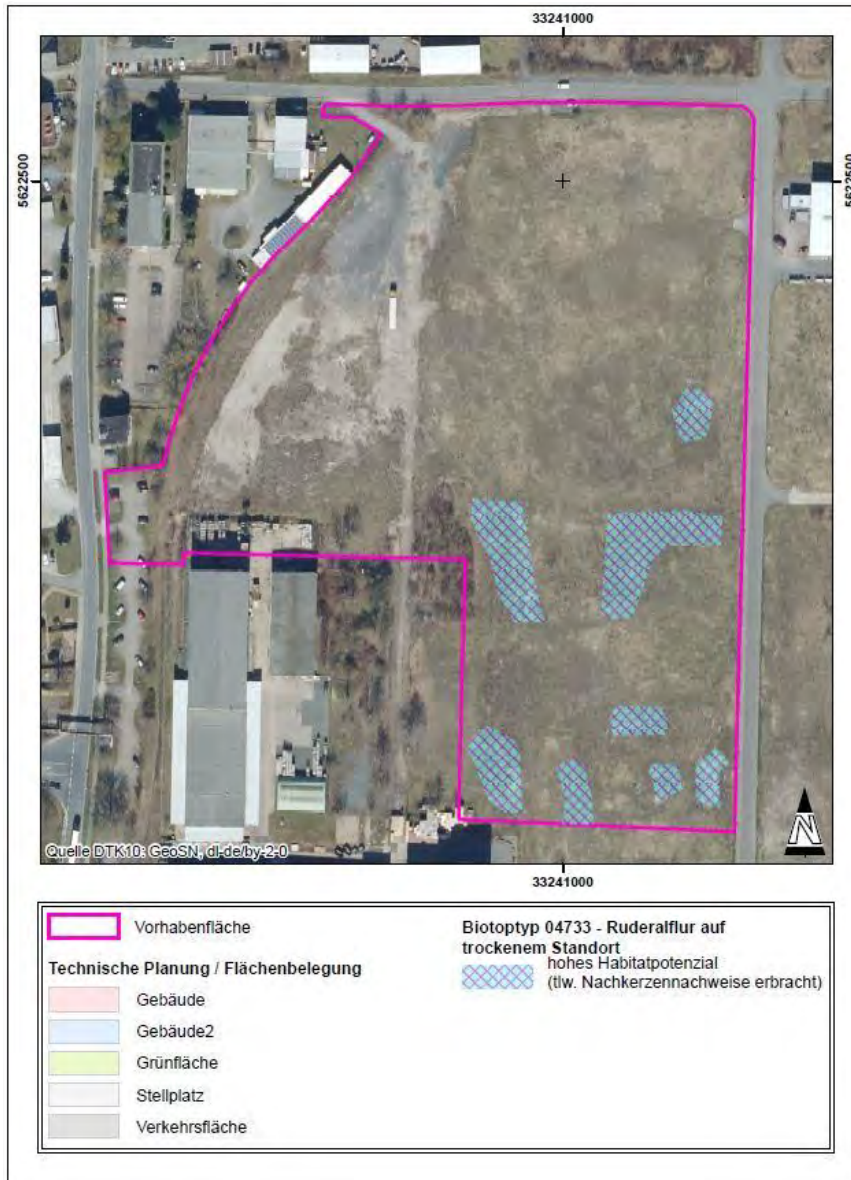 33241000
5622500
5622500
N
Quelle DTK10: GeoSN, dl-de/by-2-0
33241000
Vorhabenfläche
Technische Planung / Flächenbelegung
Gebäude
Gebäude2
Grünfläche
Stellplatz
Verkehrsfläche
Biotoptyp 04733 - Ruderalflur auf
trockenem Standort
hohes Habitatpotenzial
(tlw. Nachkerzennachweise erbracht)